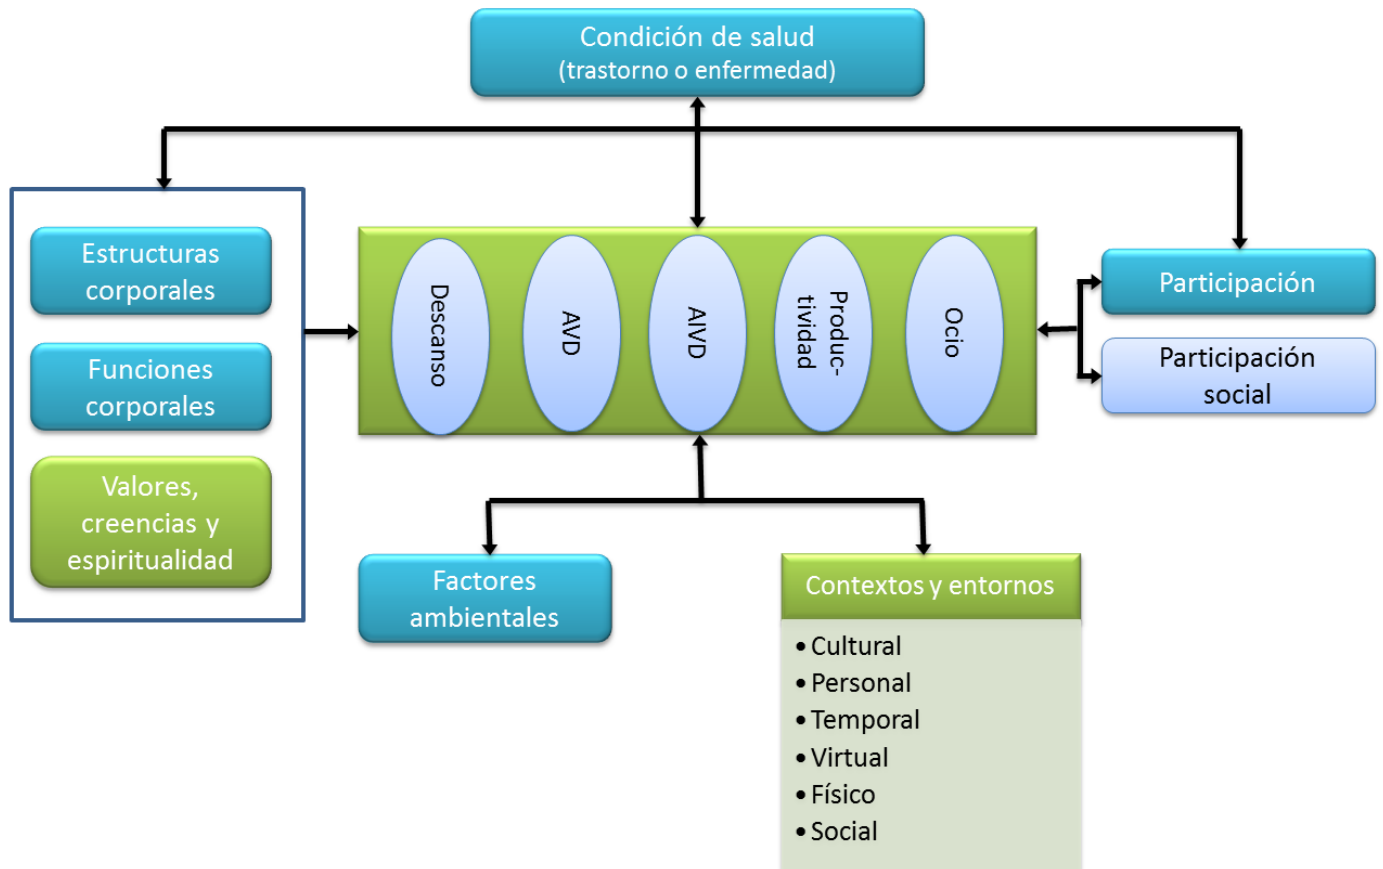 Condición de salud
(trastorno o enfermedad)
Estructuras
corporales
Funciones
corporales
Valores,
creencias y
espiritualidad
Descanso
AVD
AIVD
Produc-
tividad
Ocio
Participación
Participación
social
Factores
ambientales
Contextos y entornos
• Cultural
• Personal
• Temporal
• Virtual
• Físico
• Social